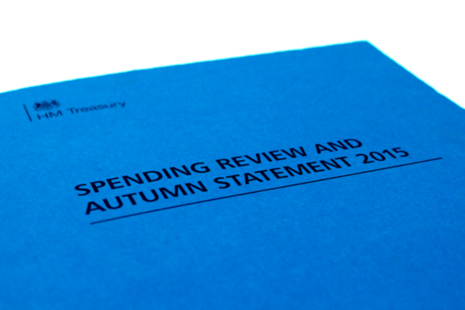 HM Treasury
SPENDING REVIEW AND
AUTUMN STATEMENT 2015